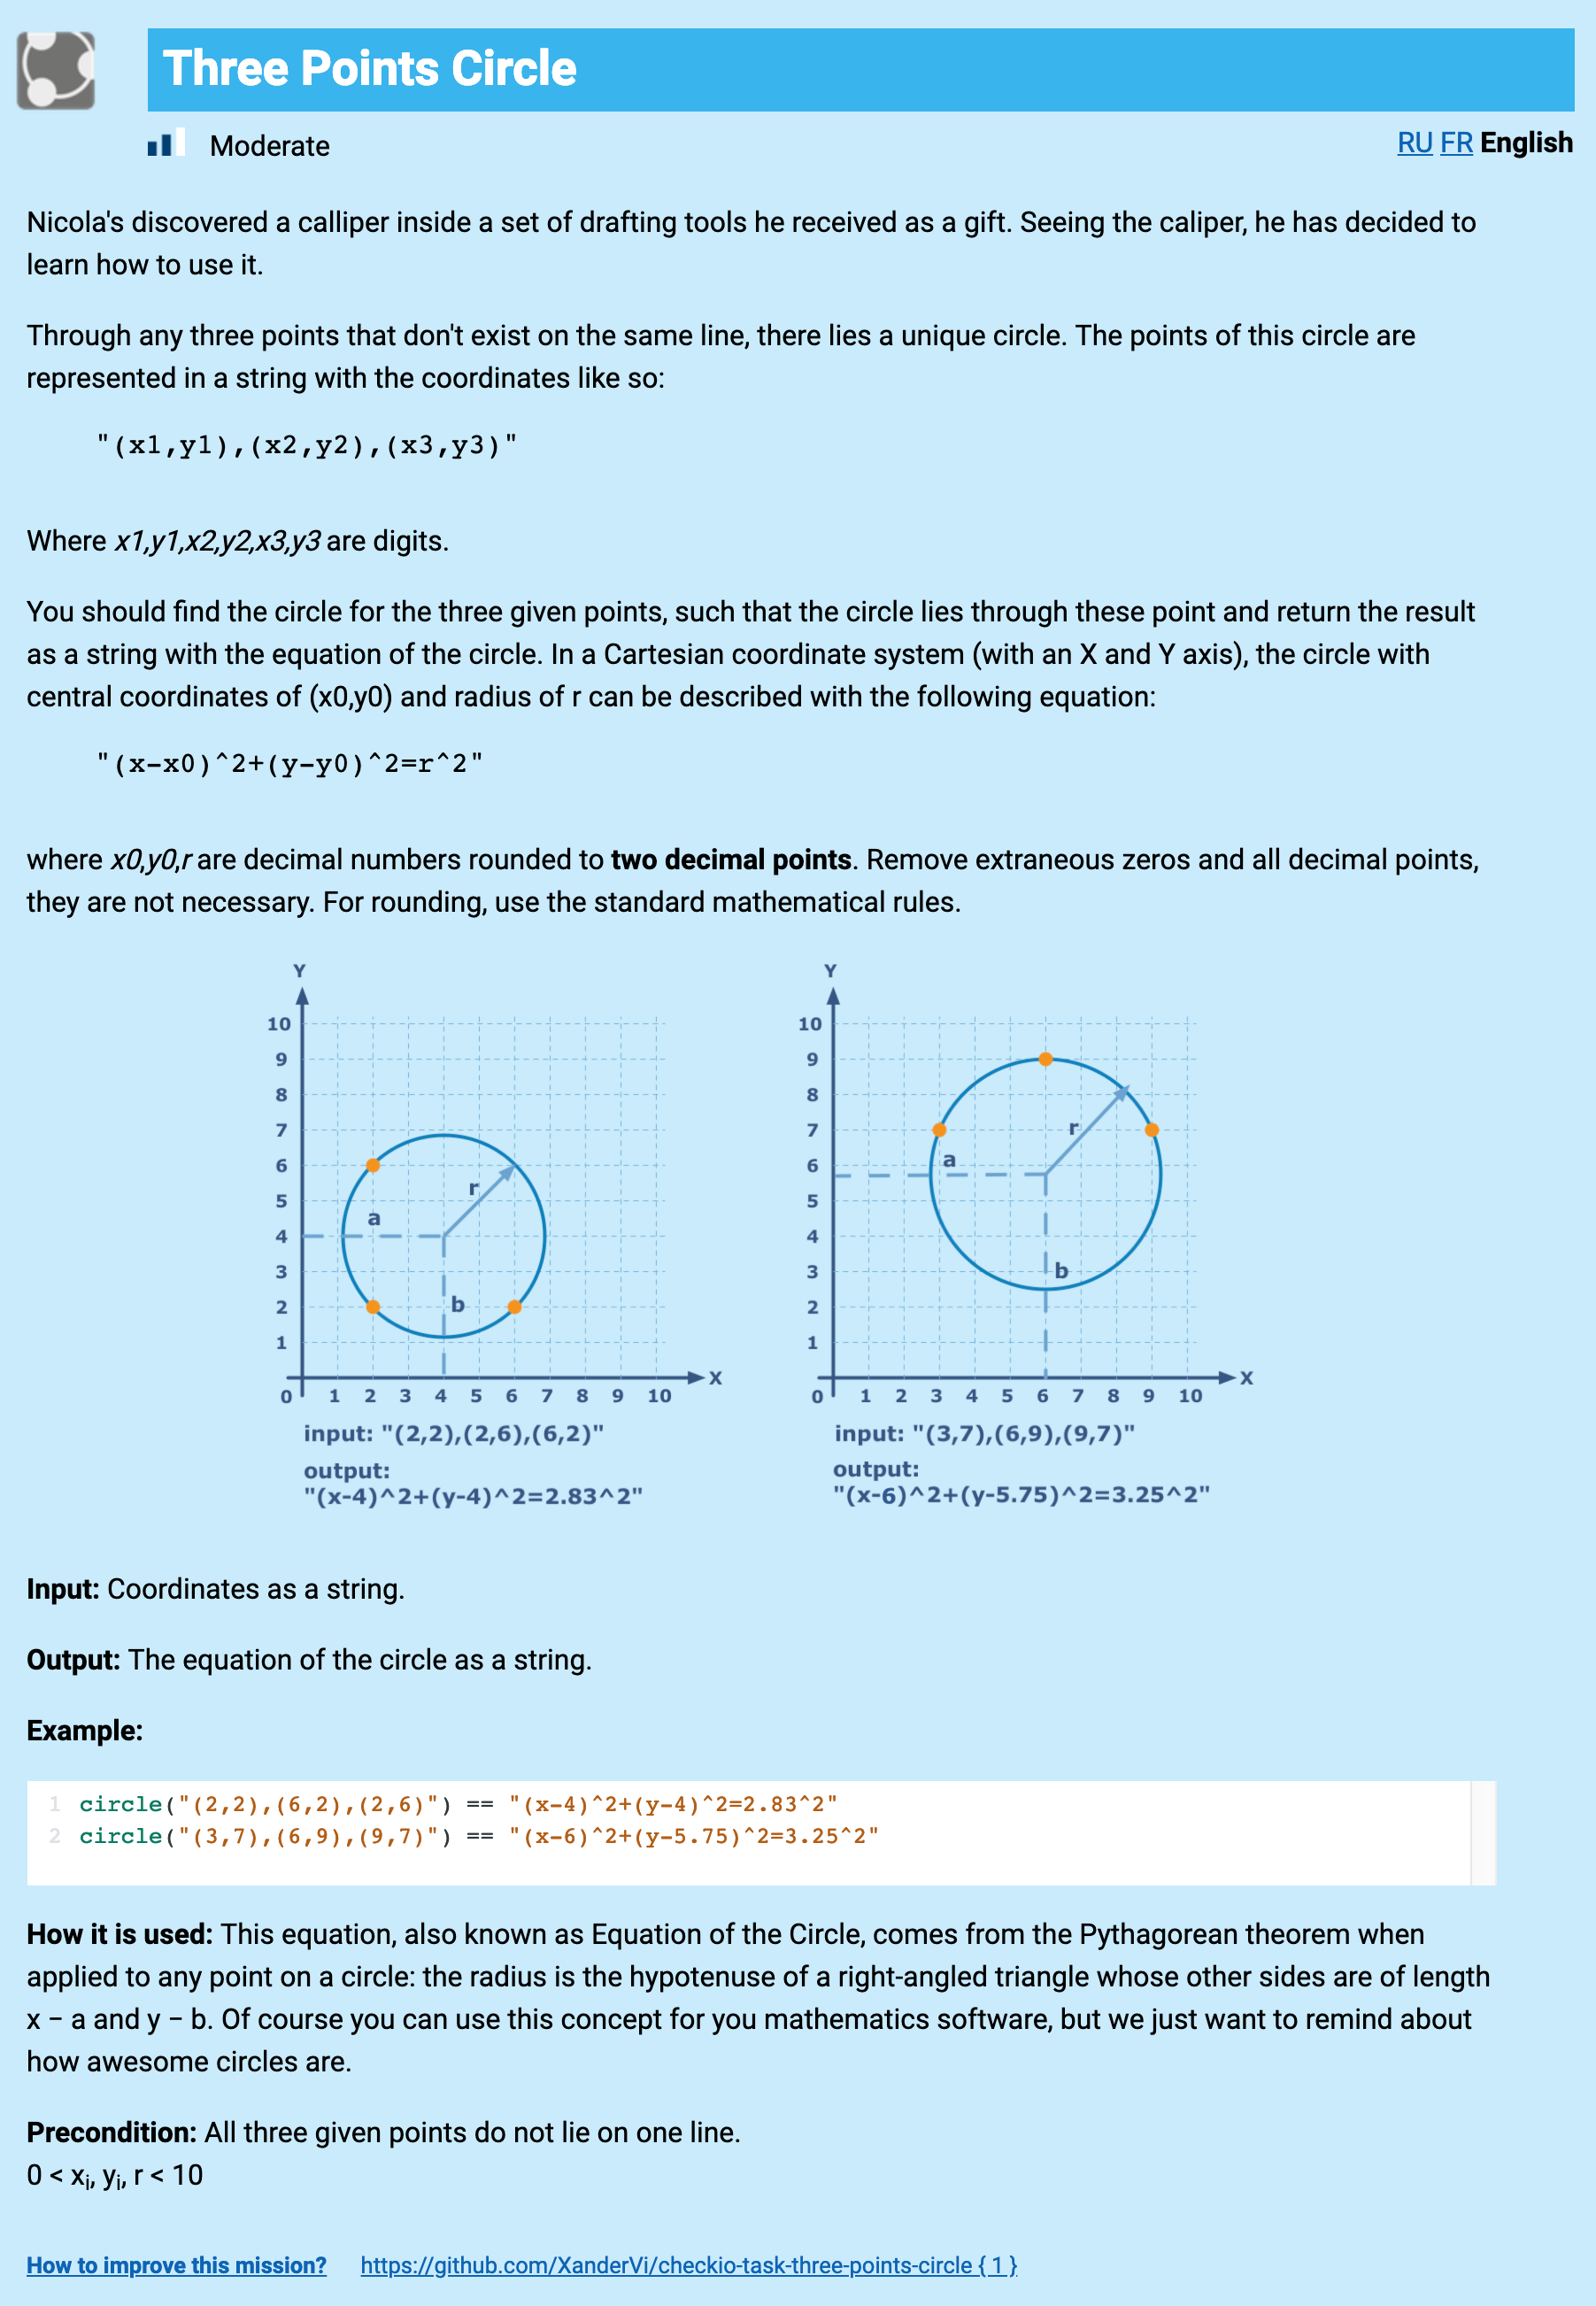 Three Points Circle
Moderate
RU FR English
Nicola's discovered a calliper inside a set of drafting tools he received as a gift. Seeing the caliper, he has decided to
learn how to use it.
Through any three points that don't exist on the same line, there lies a unique circle. The points of this circle are
represented in a string with the coordinates like so:
"(x1,y1),(x2,y2),(x3,y3)"
Where x1,y1,x2,y2,x3,y3 are digits.
You should find the circle for the three given points, such that the circle lies through these point and return the result
as a string with the equation of the circle. In a Cartesian coordinate system (with an X and Y axis), the circle with
central coordinates of (x0,y0) and radius of r can be described with the following equation:
"(x-x0)^2+(y-y0)^2=r^2"
where x0,y0,r are decimal numbers rounded to two decimal points. Remove extraneous zeros and all decimal points,
they are not necessary. For rounding, use the standard mathematical rules.
Y
10
9
8
7
6
5
4
3
2
1
0 1 2 3 4 5 6 7 8 9 10
X
a
r
b
input: "(2,2),(2,6),(6,2)"
output:
"(x-4)^2+(y-4)^2=2.83^2"
Y
10
9
8
7
6
5
4
3
2
1
0 1 2 3 4 5 6 7 8 9 10
X
r
a
b
input: "(3,7),(6,9),(9,7)"
output:
"(x-6)^2+(y-5.75)^2=3.25^2"
Input: Coordinates as a string.
Output: The equation of the circle as a string.
Example:
1 circle("(2,2),(6,2),(2,6)") == "(x-4)^2+(y-4)^2=2.83^2"
2 circle("(3,7),(6,9),(9,7)") == "(x-6)^2+(y-5.75)^2=3.25^2"
How it is used: This equation, also known as Equation of the Circle, comes from the Pythagorean theorem when
applied to any point on a circle: the radius is the hypotenuse of a right-angled triangle whose other sides are of length
x − a and y − b. Of course you can use this concept for you mathematics software, but we just want to remind about
how awesome circles are.
Precondition: All three given points do not lie on one line.
0 < xᵢ, yᵢ, r < 10
How to improve this mission? https://github.com/XanderVi/checkio-task-three-points-circle { 1 }